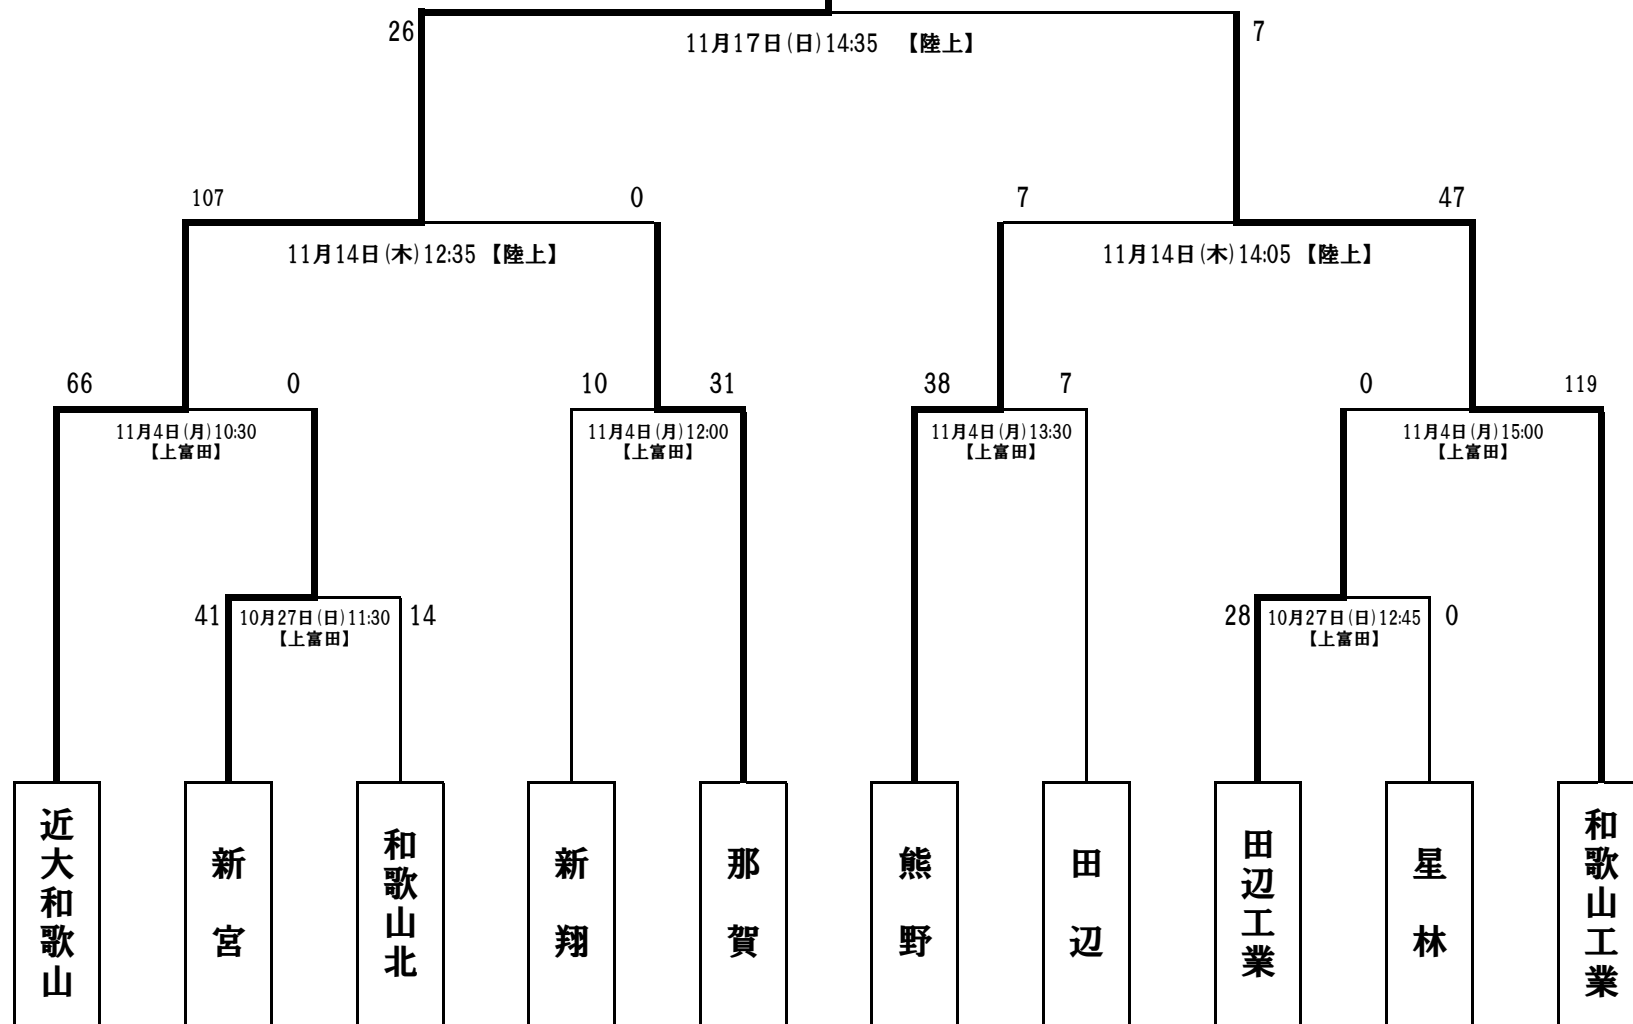 26
7
11月17日(日)14:35 【陸上】
107
0
7
47
11月14日(木)12:35 【陸上】
11月14日(木)14:05 【陸上】
66
0
10
31
38
7
0
119
11月4日(月)10:30
【上富田】
11月4日(月)12:00
【上富田】
11月4日(月)13:30
【上富田】
11月4日(月)15:00
【上富田】
41
10月27日(日)11:30
【上富田】
14
28
10月27日(日)12:45
【上富田】
0
近大和歌山
新宮
和歌山北
新翔
那賀
熊野
田辺
田辺工業
星林
和歌山工業